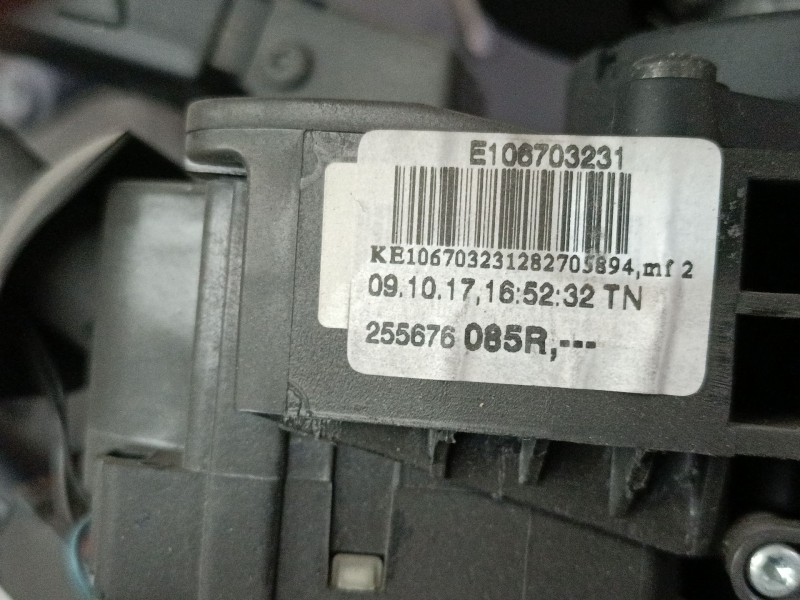 E106703231
KE106703231282705894,mf 2
09.10.17,16:52:32 TN
255676 085R,---